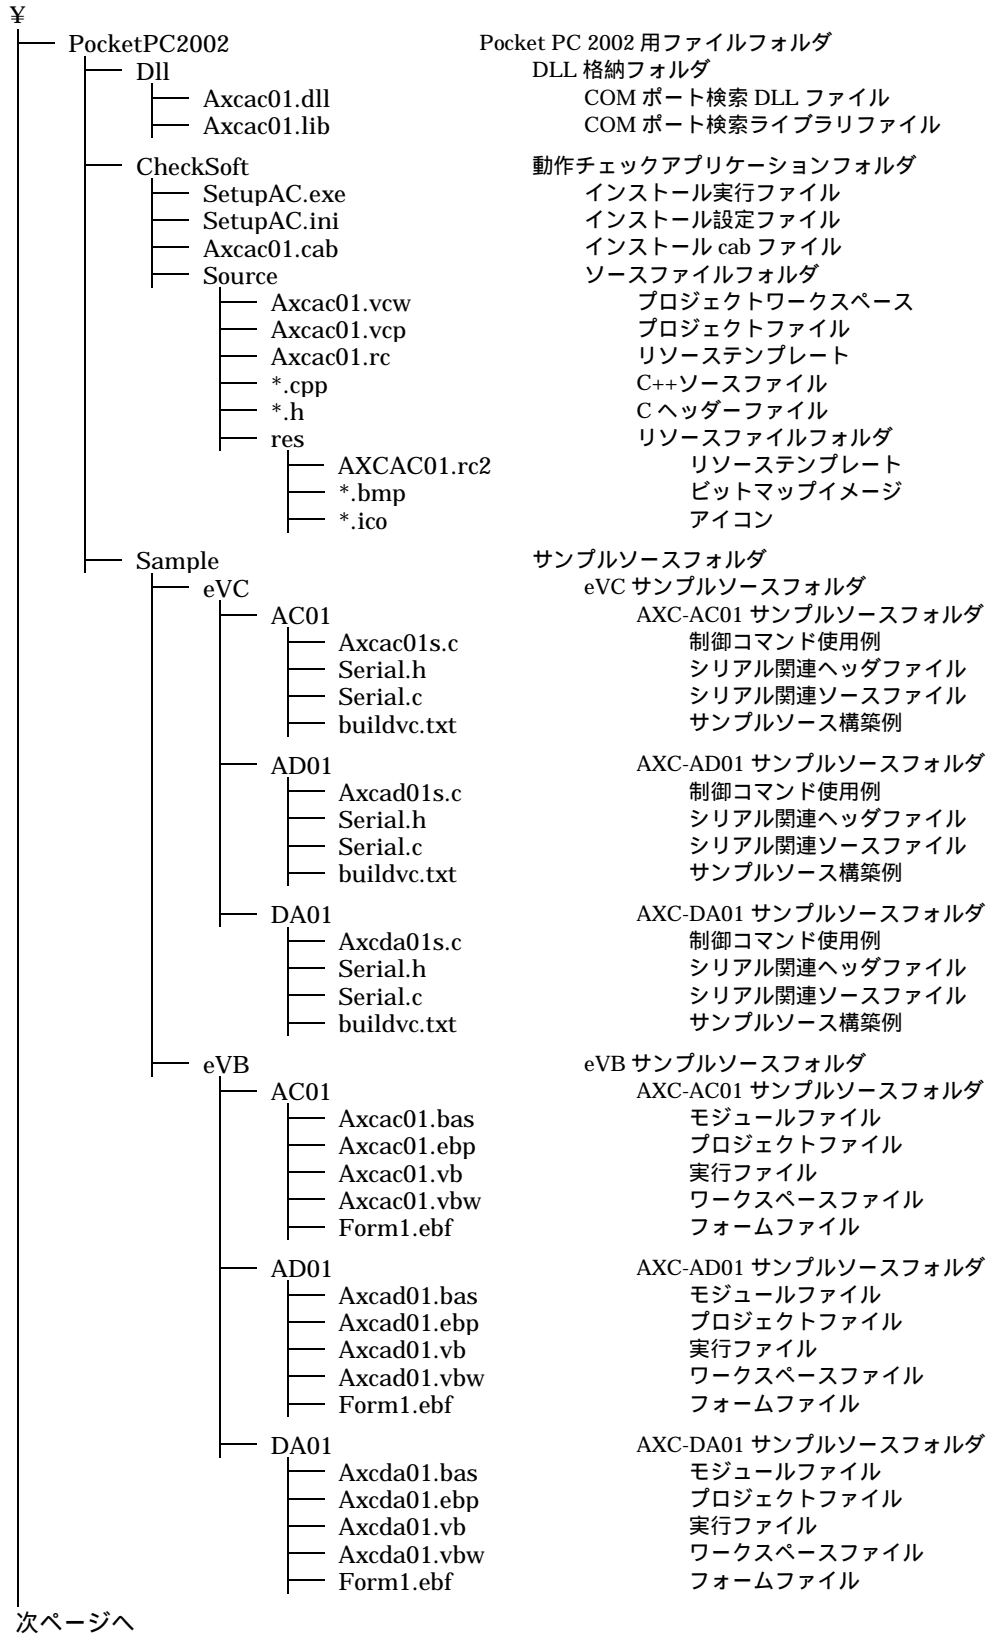 ¥
PocketPC2002 Pocket PC 2002 用ファイルフォルダ
Dll DLL 格納フォルダ
Axcac01.dll COM ポート検索 DLL ファイル
Axcac01.lib COM ポート検索ライブラリファイル
CheckSoft 動作チェックアプリケーションフォルダ
SetupAC.exe インストール実行ファイル
SetupAC.ini インストール設定ファイル
Axcac01.cab インストール cab ファイル
Source ソースファイルフォルダ
Axcac01.vcw プロジェクトワークスペース
Axcac01.vcp プロジェクトファイル
Axcac01.rc リソーステンプレート
*.cpp C++ソースファイル
*.h C ヘッダーファイル
res リソースファイルフォルダ
AXCAC01.rc2 リソーステンプレート
*.bmp ビットマップイメージ
*.ico アイコン
Sample サンプルソースフォルダ
eVC eVC サンプルソースフォルダ
AC01 AXC-AC01 サンプルソースフォルダ
Axcac01s.c 制御コマンド使用例
Serial.h シリアル関連ヘッダファイル
Serial.c シリアル関連ソースファイル
buildvc.txt サンプルソース構築例
AD01 AXC-AD01 サンプルソースフォルダ
Axcad01s.c 制御コマンド使用例
Serial.h シリアル関連ヘッダファイル
Serial.c シリアル関連ソースファイル
buildvc.txt サンプルソース構築例
DA01 AXC-DA01 サンプルソースフォルダ
Axcda01s.c 制御コマンド使用例
Serial.h シリアル関連ヘッダファイル
Serial.c シリアル関連ソースファイル
buildvc.txt サンプルソース構築例
eVB eVB サンプルソースフォルダ
AC01 AXC-AC01 サンプルソースフォルダ
Axcac01.bas モジュールファイル
Axcac01.ebp プロジェクトファイル
Axcac01.vb 実行ファイル
Axcac01.vbw ワークスペースファイル
Form1.ebf フォームファイル
AD01 AXC-AD01 サンプルソースフォルダ
Axcad01.bas モジュールファイル
Axcad01.ebp プロジェクトファイル
Axcad01.vb 実行ファイル
Axcad01.vbw ワークスペースファイル
Form1.ebf フォームファイル
DA01 AXC-DA01 サンプルソースフォルダ
Axcda01.bas モジュールファイル
Axcda01.ebp プロジェクトファイル
Axcda01.vb 実行ファイル
Axcda01.vbw ワークスペースファイル
Form1.ebf フォームファイル
次ページへ